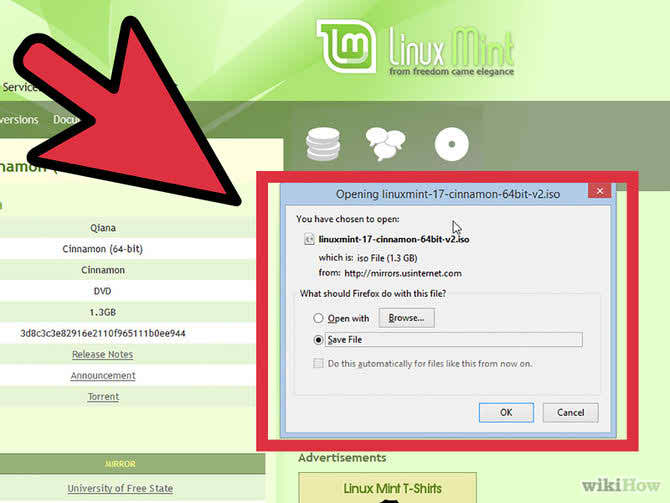 Linux Mint
from freedom came elegance
Services
versions Docu
namon (
Opening linuxmint-17-cinnamon-64bit-v2.iso
Qiana
Cinnamon (64-bit)
Cinnamon
DVD
1.3GB
3d8c3c3e82916e2110f965111b0ee944
Release Notes
Announcement
Torrent
You have chosen to open:
linuxmint-17-cinnamon-64bit-v2.iso
which is: iso File (1.3 GB)
from: http://mirrors.usinternet.com
What should Firefox do with this file?
Open with Browse...
Save File
Do this automatically for files like this from now on.
OK Cancel
MIRROR
University of Free State
Advertisements
Linux Mint T-Shirts
wikiHow